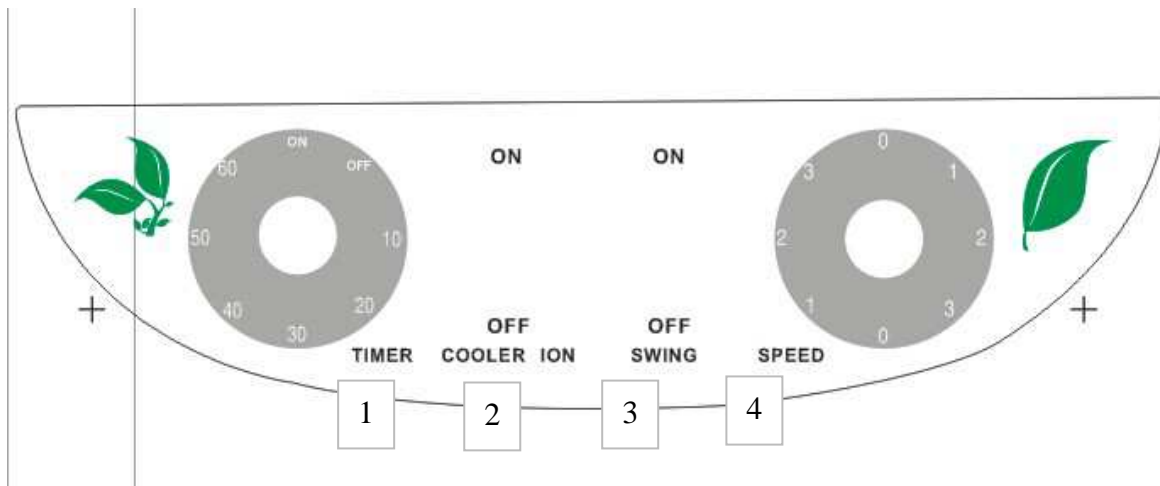 ON
OFF
10
20
30
40
50
60
ON
OFF
ON
OFF
0
1
2
3
0
1
2
3
TIMER COOLER ION SWING SPEED
1 2 3 4